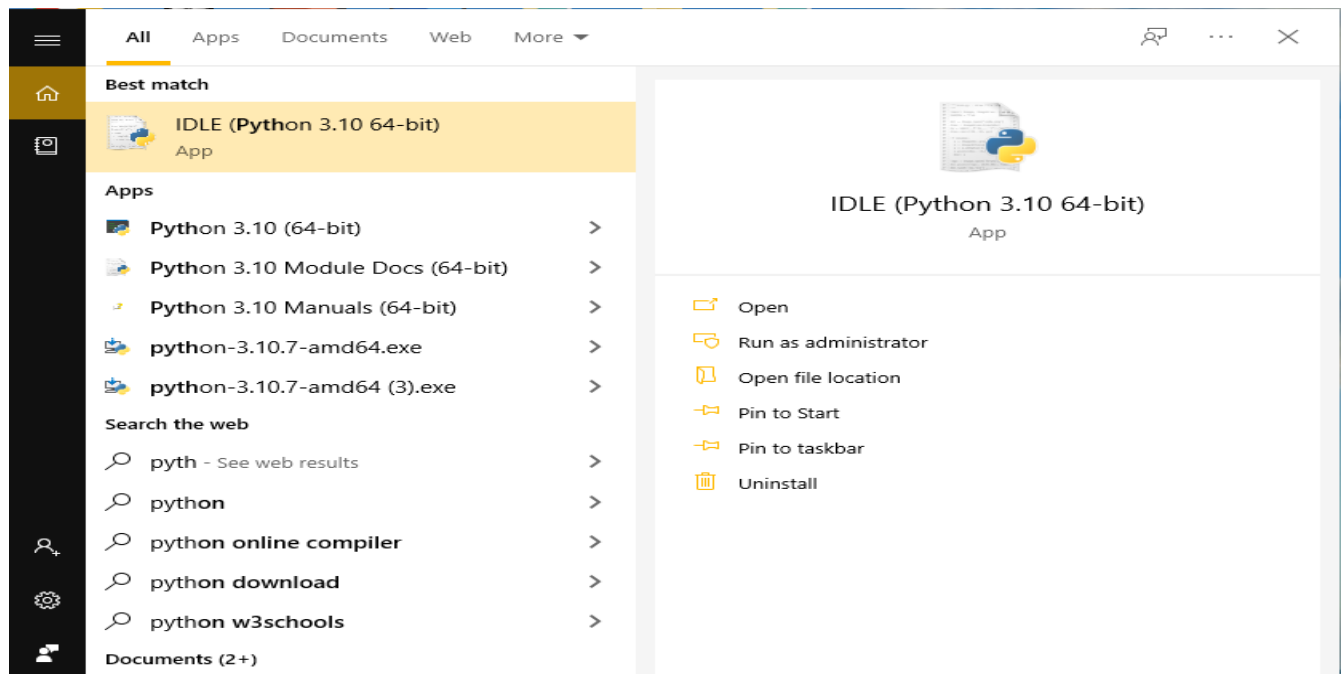 All Apps Documents Web More
Best match
IDLE (Python 3.10 64-bit)
App
Apps
Python 3.10 (64-bit)
Python 3.10 Module Docs (64-bit)
Python 3.10 Manuals (64-bit)
python-3.10.7-amd64.exe
python-3.10.7-amd64 (3).exe
Search the web
pyth - See web results
python
python online compiler
python download
python w3schools
Documents (2+)
IDLE (Python 3.10 64-bit)
App
Open
Run as administrator
Open file location
Pin to Start
Pin to taskbar
Uninstall